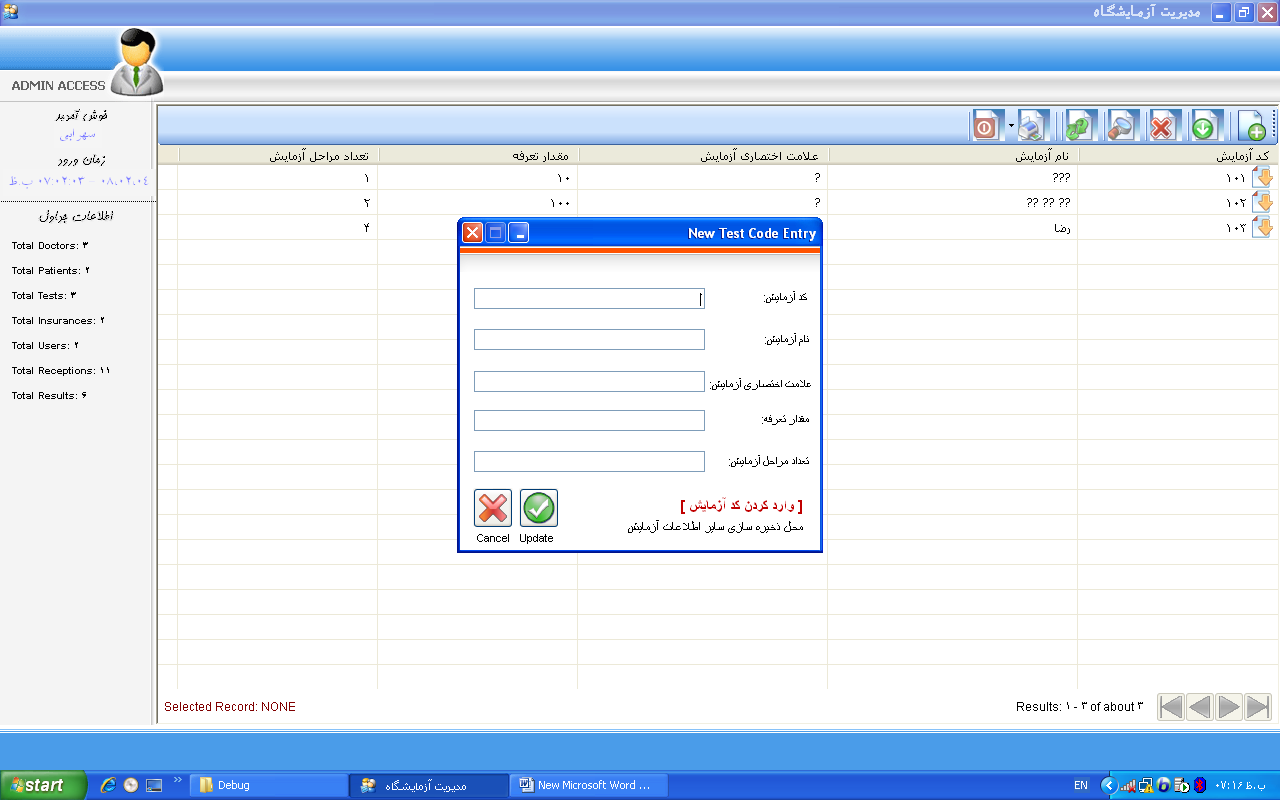 مدیریت آزمایشگاه
ADMIN ACCESS
خوش آمدید
سهرابی
زمان ورود
۰۸،۰۲،۰۴ - ۰۷:۰۲:۰۳ ب.ظ
اطلاعات جداول
Total Doctors: ۳
Total Patients: ۲
Total Tests: ۳
Total Insurances: ۲
Total Users: ۲
Total Receptions: ۱۱
Total Results: ۶
کد آزمایش نام آزمایش علامت اختصاری آزمایش مقدار تعرفه تعداد مراحل آزمایش
۱۰۱ ??? ? ۱۰ ۱
۱۰۲ ?? ?? ?? ? ۱۰۰ ۲
۱۰۳ رضا ۴
New Test Code Entry
کد آزمایش:
نام آزمایش:
علامت اختصاری آزمایش:
مقدار تعرفه:
تعداد مراحل آزمایش:
[ وارد کردن کد آزمایش ]
محل ذخیره سازی سایر اطلاعات آزمایش
Cancel Update
Selected Record: NONE
Results: ۱ - ۳ of about ۳
start
Debug
مدیریت آزمایشگاه
New Microsoft Word ...
EN
۰۷:۱۶ ب.ظ